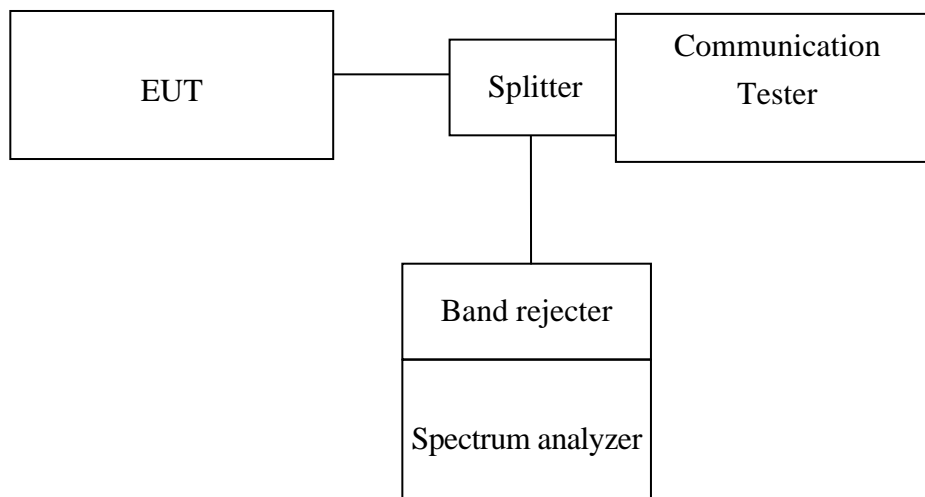 EUT
Splitter
Communication
Tester
Band rejecter
Spectrum analyzer